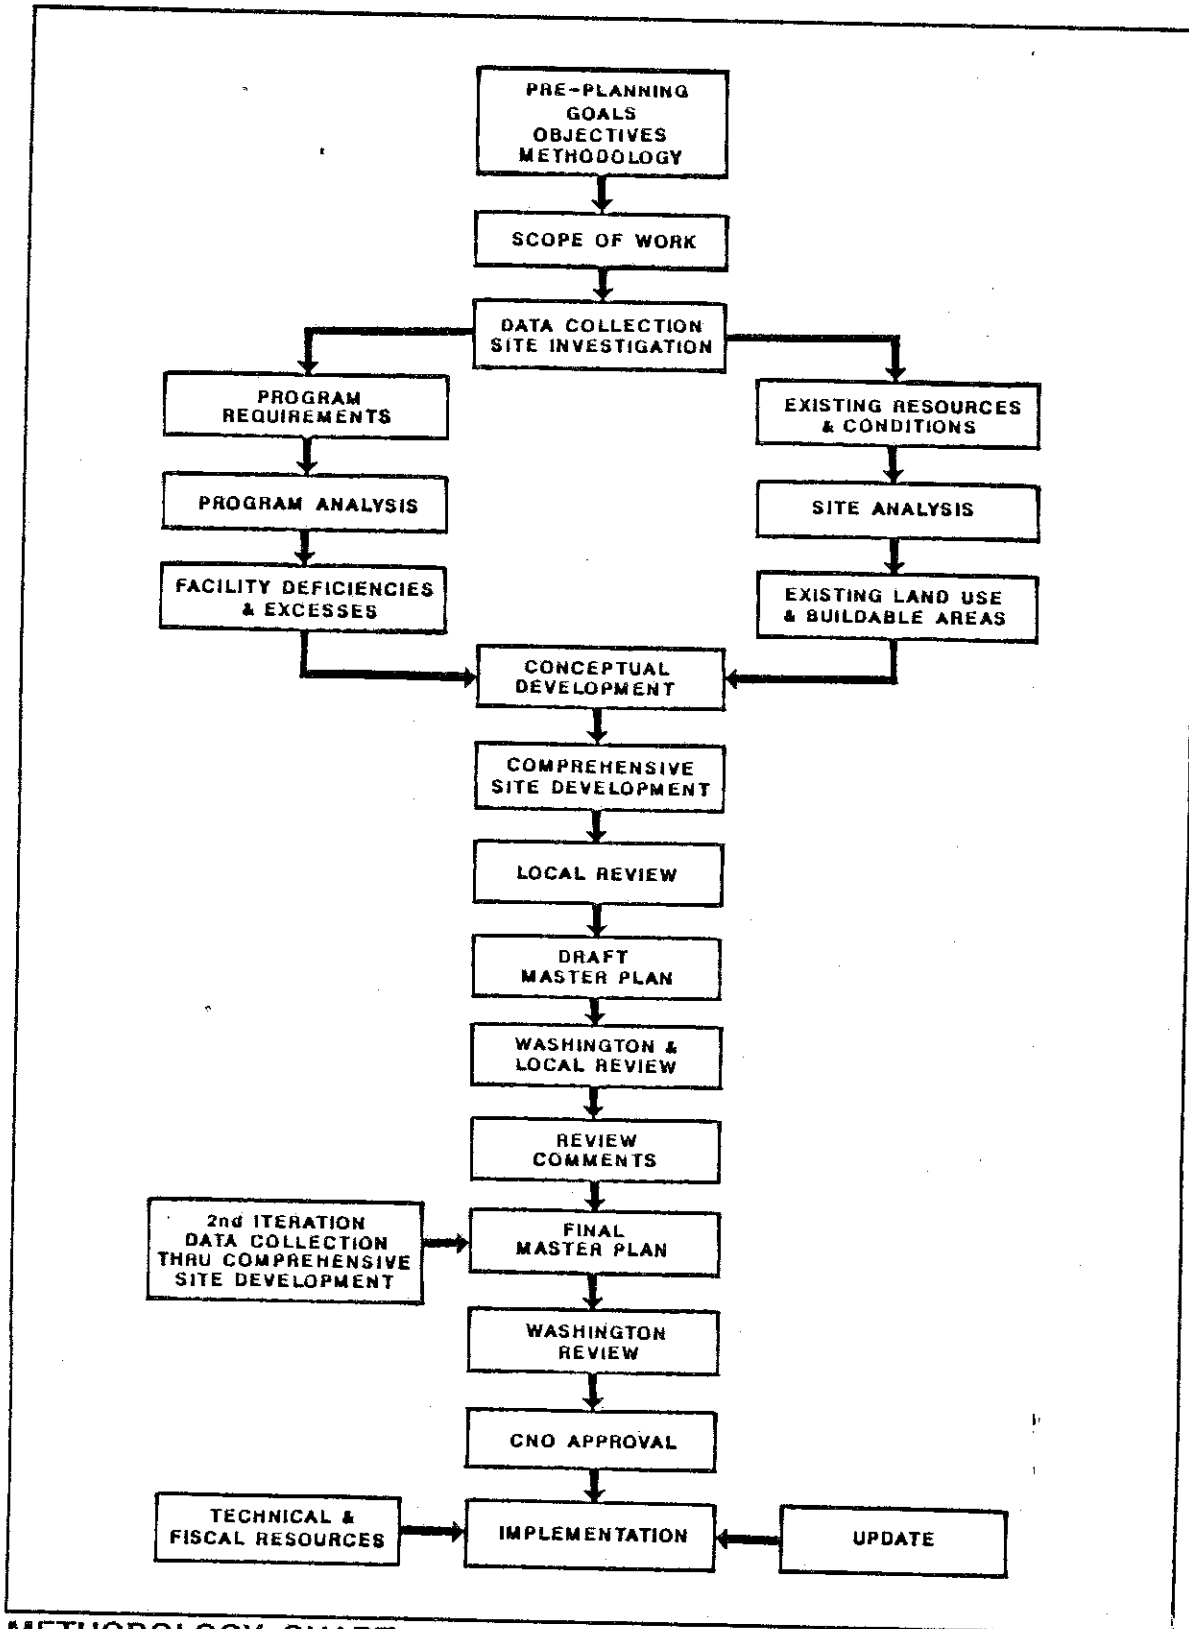 PRE-PLANNING
GOALS
OBJECTIVES
METHODOLOGY
SCOPE OF WORK
DATA COLLECTION
SITE INVESTIGATION
PROGRAM
REQUIREMENTS
EXISTING RESOURCES
& CONDITIONS
PROGRAM ANALYSIS
SITE ANALYSIS
FACILITY DEFICIENCIES
& EXCESSES
EXISTING LAND USE
& BUILDABLE AREAS
CONCEPTUAL
DEVELOPMENT
COMPREHENSIVE
SITE DEVELOPMENT
LOCAL REVIEW
DRAFT
MASTER PLAN
WASHINGTON &
LOCAL REVIEW
REVIEW
COMMENTS
2nd ITERATION
DATA COLLECTION
THRU COMPREHENSIVE
SITE DEVELOPMENT
FINAL
MASTER PLAN
WASHINGTON
REVIEW
CNO APPROVAL
TECHNICAL &
FISCAL RESOURCES
IMPLEMENTATION
UPDATE
METHODOLOGY CHART